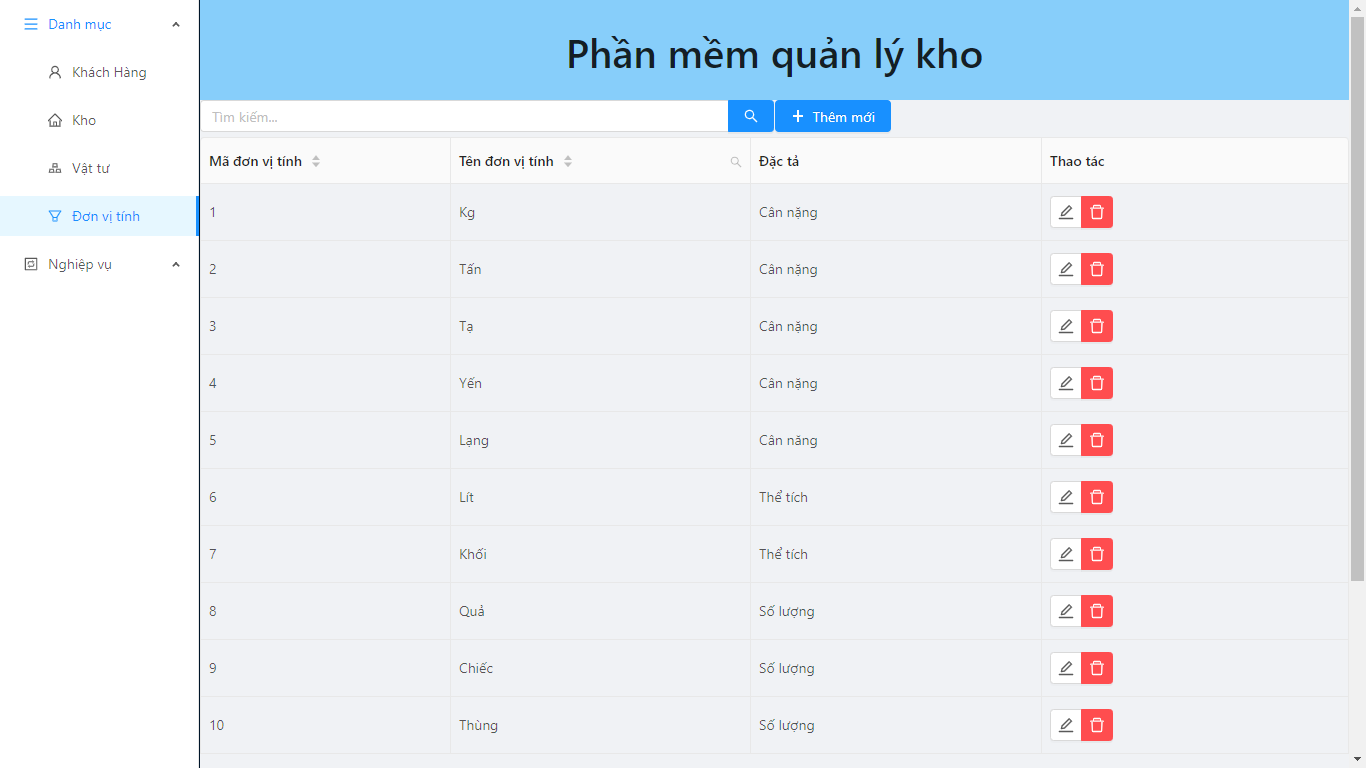 Danh mục
Khách Hàng
Kho
Vật tư
Đơn vị tính
Nghiệp vụ
Phần mềm quản lý kho
Tìm kiếm...
Thêm mới
Mã đơn vị tính Tên đơn vị tính Đặc tả Thao tác
1 Kg Cân nặng
2 Tấn Cân nặng
3 Tạ Cân nặng
4 Yến Cân nặng
5 Lạng Cân năng
6 Lít Thể tích
7 Khối Thể tích
8 Quả Số lượng
9 Chiếc Số lượng
10 Thùng Số lượng